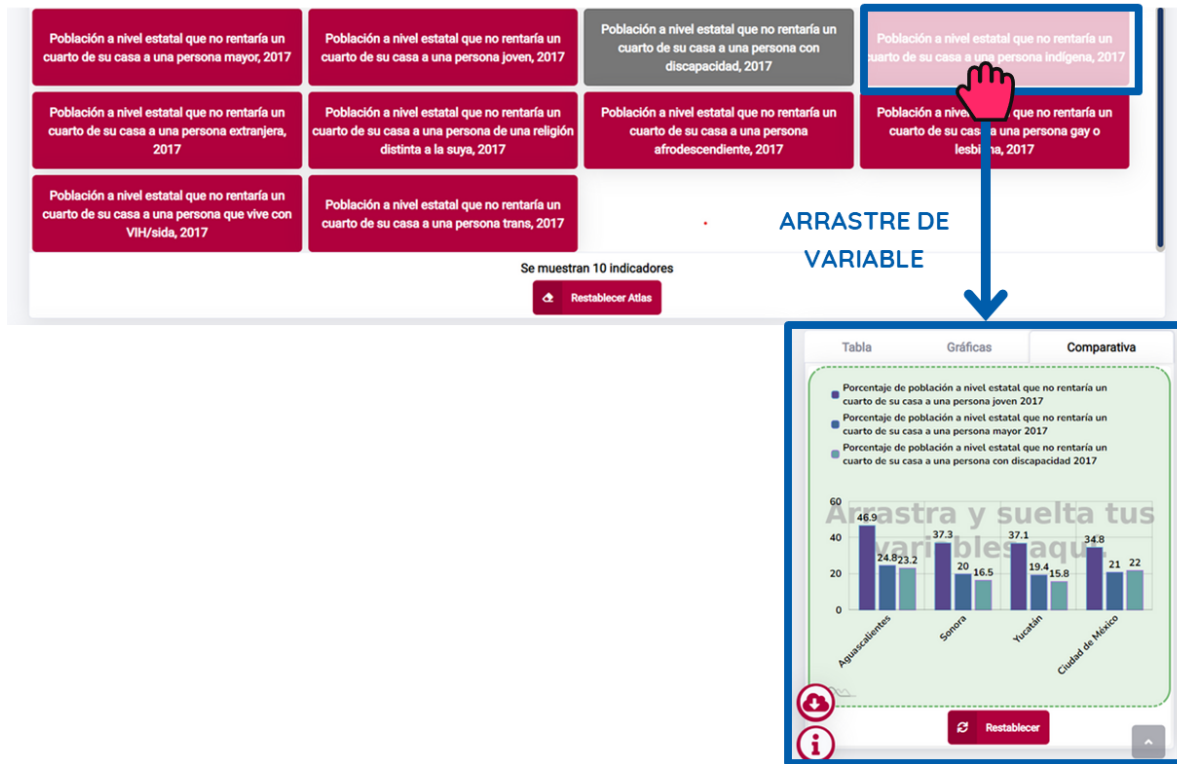 Población a nivel estatal que no rentaría un
cuarto de su casa a una persona mayor, 2017
Población a nivel estatal que no rentaría un
cuarto de su casa a una persona joven, 2017
Población a nivel estatal que no rentaría un
cuarto de su casa a una persona con
discapacidad, 2017
Población a nivel estatal que no rentaría un
cuarto de su casa a una persona indígena, 2017
Población a nivel estatal que no rentaría un
cuarto de su casa a una persona extranjera,
2017
Población a nivel estatal que no rentaría un
cuarto de su casa a una persona de una religión
distinta a la suya, 2017
Población a nivel estatal que no rentaría un
cuarto de su casa a una persona
afrodescendiente, 2017
Población a nivel estatal que no rentaría un
cuarto de su casa a una persona gay o
lesbiana, 2017
Población a nivel estatal que no rentaría un
cuarto de su casa a una persona que vive con
VIH/sida, 2017
Población a nivel estatal que no rentaría un
cuarto de su casa a una persona trans, 2017
ARRASTRE DE
VARIABLE
Se muestran 10 indicadores
Restablecer Atlas
Tabla Gráficas Comparativa
Porcentaje de población a nivel estatal que no rentaría un
cuarto de su casa a una persona joven 2017
Porcentaje de población a nivel estatal que no rentaría un
cuarto de su casa a una persona mayor 2017
Porcentaje de población a nivel estatal que no rentaría un
cuarto de su casa a una persona con discapacidad 2017
Arrastra y suelta tus
variables aquí.
60
40
20
0
46.9 24.8 23.2
37.3 20 16.5
37.1 19.4 15.8
34.8 21 22
Aguascalientes
Sonora
Yucatán
Ciudad de México
Restablecer